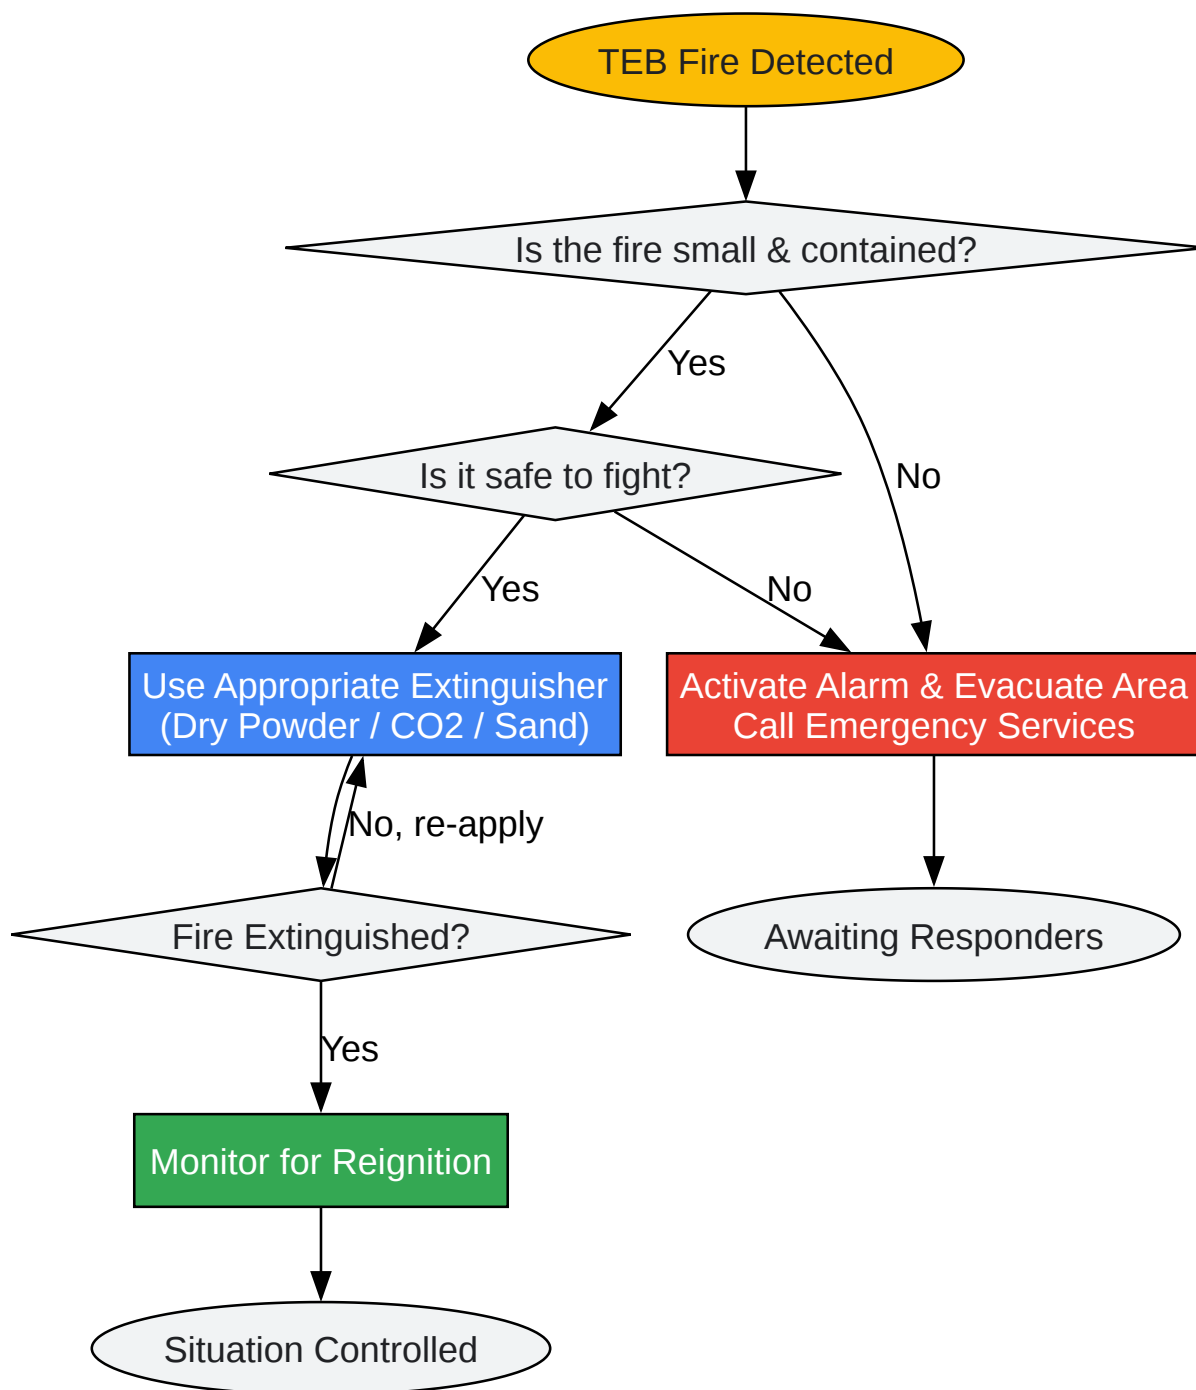 TEB Fire Detected
Is the fire small & contained?
Yes
No
Is it safe to fight?
Yes
No
Use Appropriate Extinguisher
(Dry Powder / CO2 / Sand)
Activate Alarm & Evacuate Area
Call Emergency Services
No, re-apply
Fire Extinguished?
Awaiting Responders
Yes
Monitor for Reignition
Situation Controlled